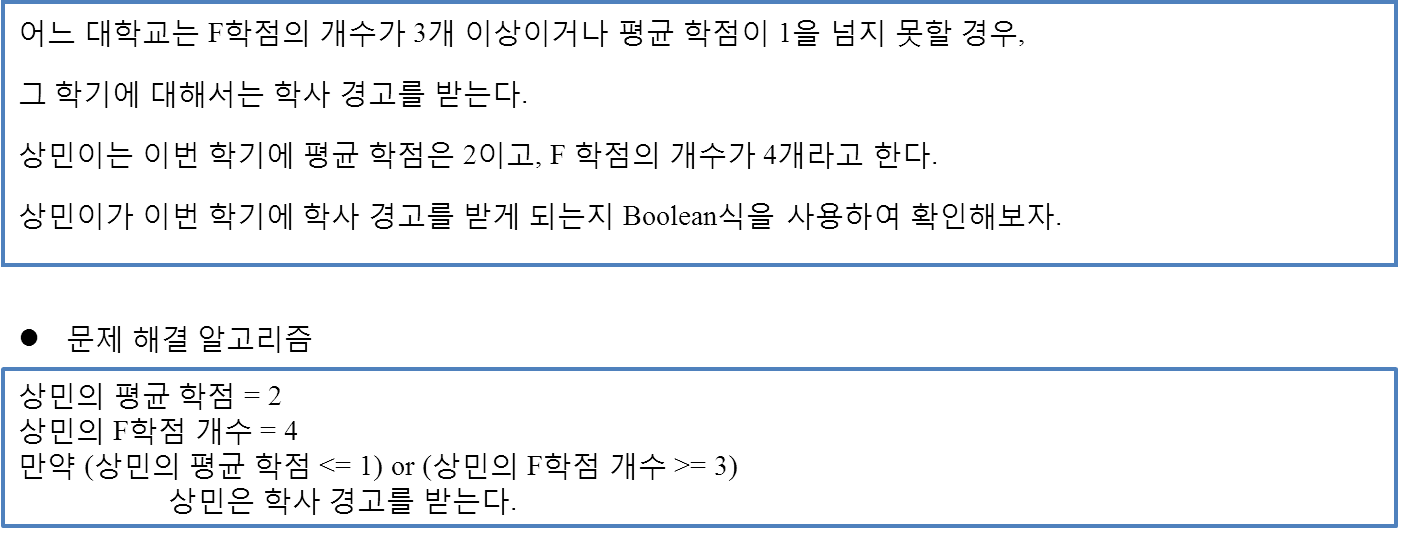 어느 대학교는 F학점의 개수가 3개 이상이거나 평균 학점이 1을 넘지 못할 경우,
그 학기에 대해서는 학사 경고를 받는다.
상민이는 이번 학기에 평균 학점은 2이고, F 학점의 개수가 4개라고 한다.
상민이가 이번 학기에 학사 경고를 받게 되는지 Boolean식을 사용하여 확인해보자.
● 문제 해결 알고리즘
상민의 평균 학점 = 2
상민의 F학점 개수 = 4
만약 (상민의 평균 학점 <= 1) or (상민의 F학점 개수 >= 3)
상민은 학사 경고를 받는다.